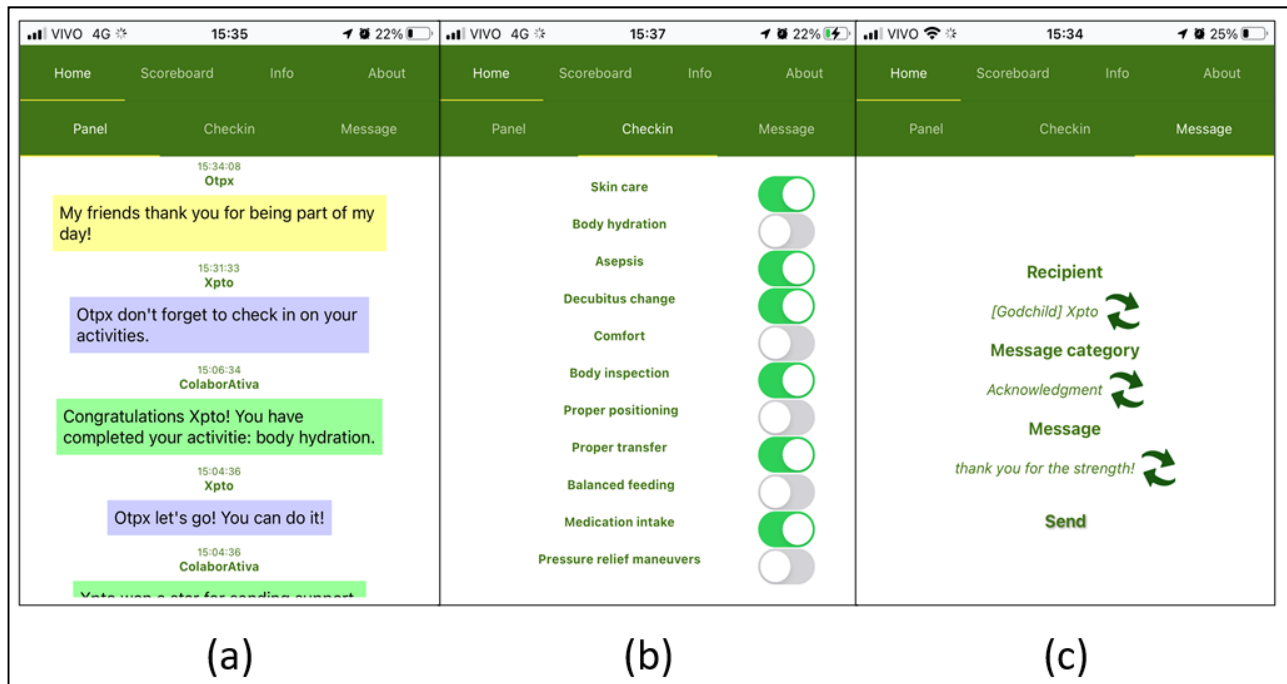 VIVO 4G 15:35 22%
Home Scoreboard Info About
Panel Checkin Message
15:34:08
Otpx
My friends thank you for being part of my
day!
15:31:33
Xpto
Otpx don't forget to check in on your
activities.
15:06:34
ColaborAtiva
Congratulations Xpto! You have
completed your activitie: body hydration.
15:04:36
Xpto
Otpx let's go! You can do it!
15:04:36
ColaborAtiva
Xpto won a star for sending support
(a)
VIVO 4G 15:37 22%
Home Scoreboard Info About
Panel Checkin Message
Skin care
Body hydration
Asepsis
Decubitus change
Comfort
Body inspection
Proper positioning
Proper transfer
Balanced feeding
Medication intake
Pressure relief maneuvers
(b)
VIVO 15:34 25%
Home Scoreboard Info About
Panel Checkin Message
Recipient
[Godchild] Xpto
Message category
Acknowledgment
Message
thank you for the strength!
Send
(c)